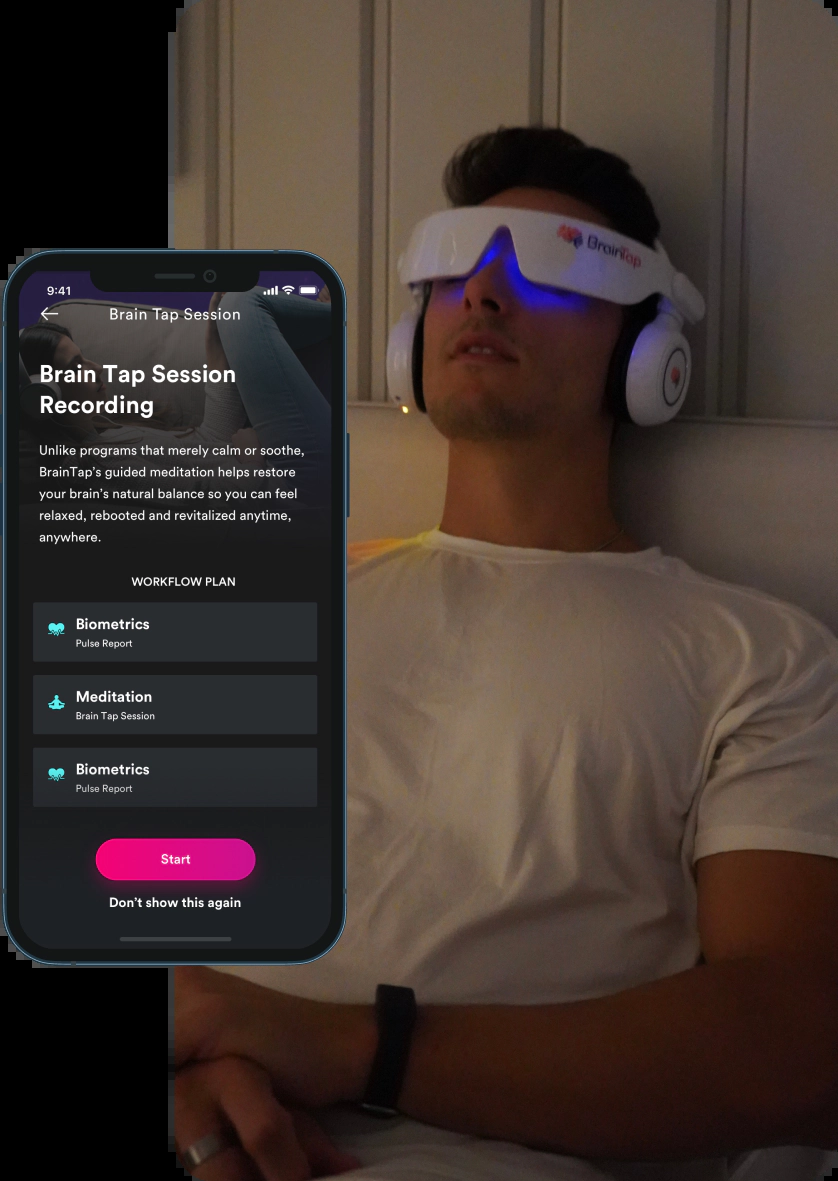 9:41
Brain Tap Session
Brain Tap Session
Recording
Unlike programs that merely calm or soothe,
BrainTap’s guided meditation helps restore
your brain’s natural balance so you can feel
relaxed, rebooted and revitalized anytime,
anywhere.
WORKFLOW PLAN
Biometrics
Pulse Report
Meditation
Brain Tap Session
Biometrics
Pulse Report
Start
Don’t show this again
BrainTap